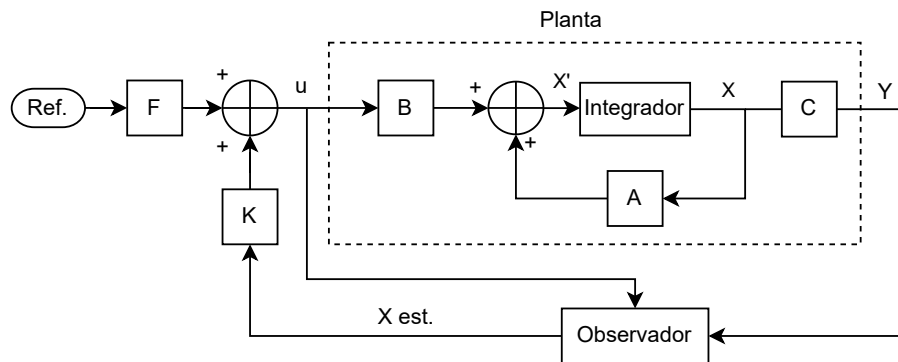 Planta
Ref.
F
+
+
u
B
+
+
X'
Integrador
X
C
Y
A
K
X est.
Observador